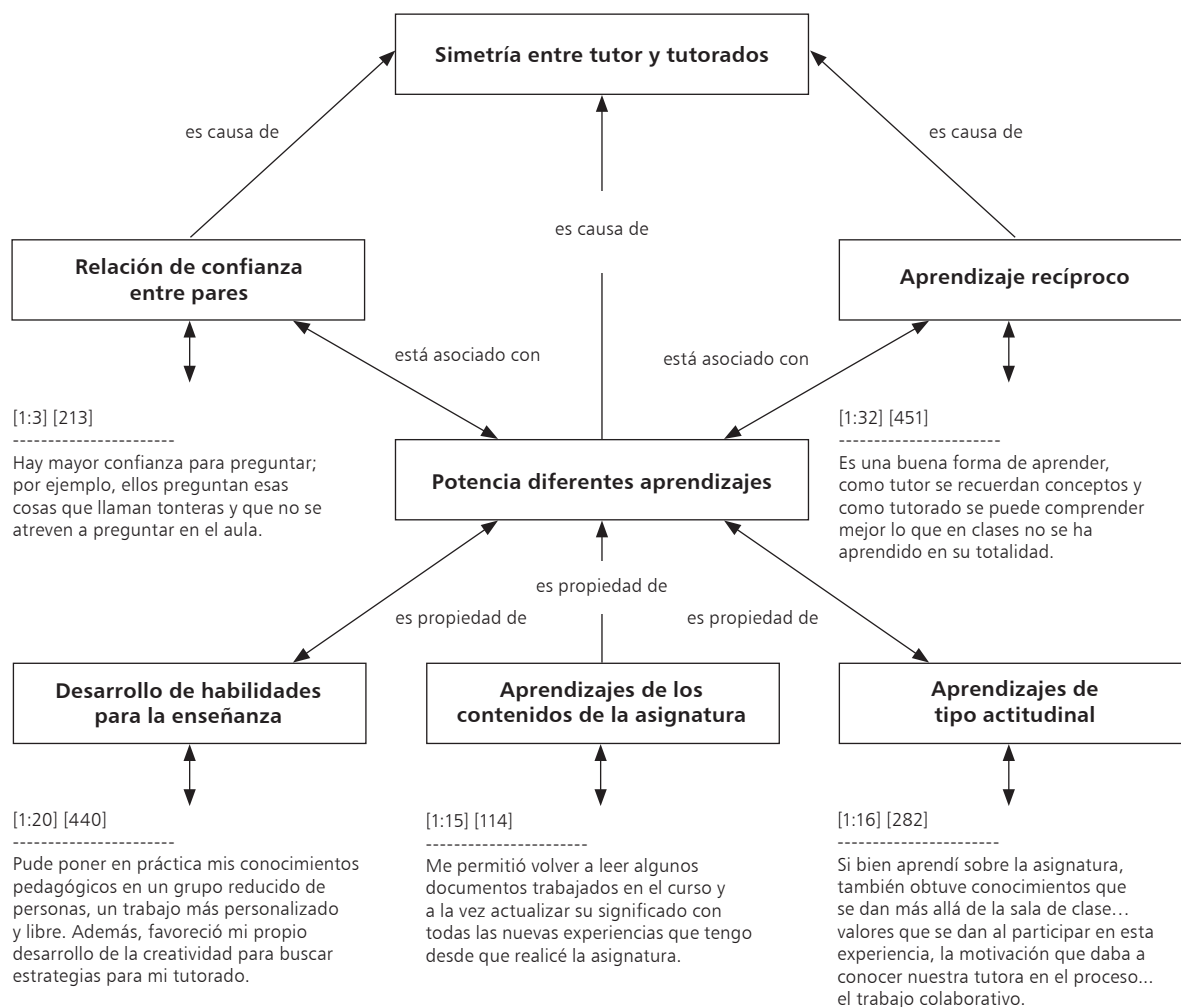 Simetría entre tutor y tutorados
es causa de
es causa de
es causa de
Relación de confianza
entre pares
Aprendizaje recíproco
está asociado con
está asociado con
[1:3] [213]
-----------------------
Hay mayor confianza para preguntar;
por ejemplo, ellos preguntan esas
cosas que llaman tonteras y que no se
atreven a preguntar en el aula.
Potencia diferentes aprendizajes
[1:32] [451]
-----------------------
Es una buena forma de aprender,
como tutor se recuerdan conceptos y
como tutorado se puede comprender
mejor lo que en clases no se ha
aprendido en su totalidad.
es propiedad de
es propiedad de
es propiedad de
Desarrollo de habilidades
para la enseñanza
Aprendizajes de los
contenidos de la asignatura
Aprendizajes de
tipo actitudinal
[1:20] [440]
-----------------------
Pude poner en práctica mis conocimientos
pedagógicos en un grupo reducido de
personas, un trabajo más personalizado
y libre. Además, favoreció mi propio
desarrollo de la creatividad para buscar
estrategias para mi tutorado.
[1:15] [114]
-----------------------
Me permitió volver a leer algunos
documentos trabajados en el curso y
a la vez actualizar su significado con
todas las nuevas experiencias que tengo
desde que realicé la asignatura.
[1:16] [282]
-----------------------
Si bien aprendí sobre la asignatura,
también obtuve conocimientos que
se dan más allá de la sala de clase…
valores que se dan al participar en esta
experiencia, la motivación que daba a
conocer nuestra tutora en el proceso...
el trabajo colaborativo.